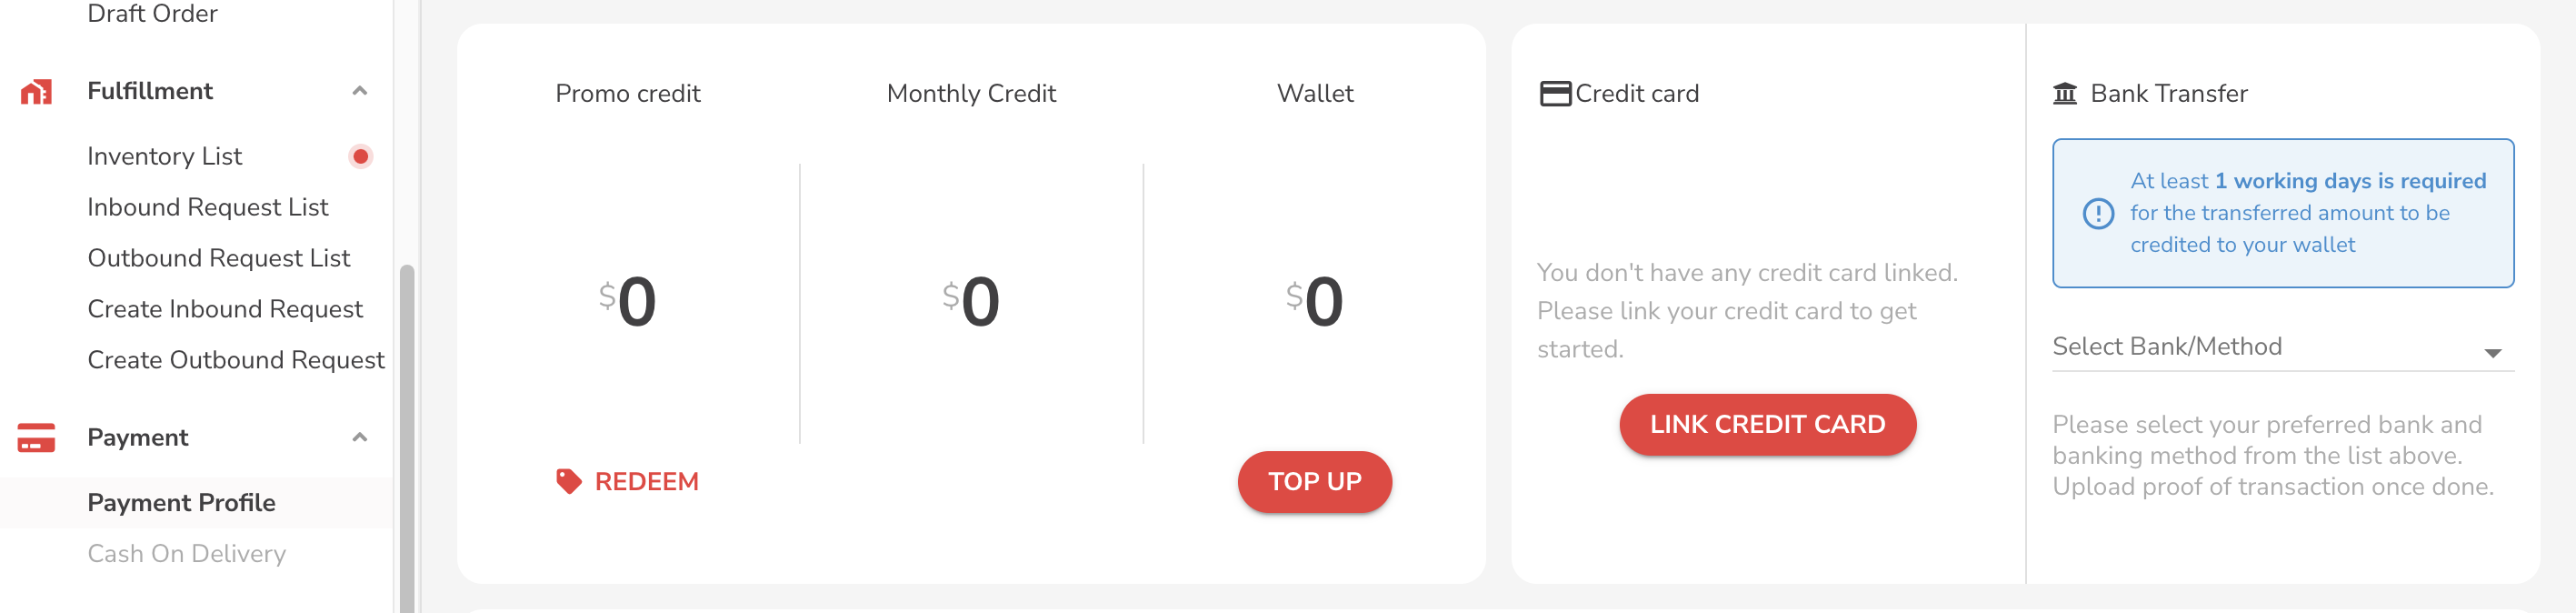 Draft Order
Fulfillment
Inventory List
Inbound Request List
Outbound Request List
Create Inbound Request
Create Outbound Request
Payment
Payment Profile
Cash On Delivery
Promo credit
$0
REDEEM
Monthly Credit
$0
Wallet
$0
TOP UP
Credit card
You don't have any credit card linked.
Please link your credit card to get
started.
LINK CREDIT CARD
Bank Transfer
At least 1 working days is required
for the transferred amount to be
credited to your wallet
Select Bank/Method
Please select your preferred bank and
banking method from the list above.
Upload proof of transaction once done.